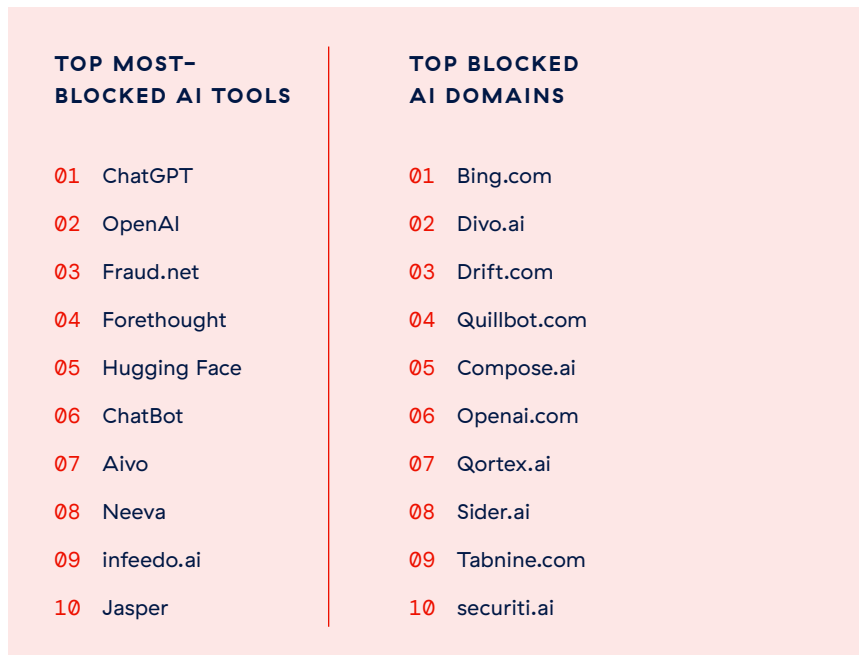 TOP MOST–
BLOCKED AI TOOLS
01 ChatGPT
02 OpenAI
03 Fraud.net
04 Forethought
05 Hugging Face
06 ChatBot
07 Aivo
08 Neeva
09 infeedo.ai
10 Jasper
TOP BLOCKED
AI DOMAINS
01 Bing.com
02 Divo.ai
03 Drift.com
04 Quillbot.com
05 Compose.ai
06 Openai.com
07 Qortex.ai
08 Sider.ai
09 Tabnine.com
10 securiti.ai